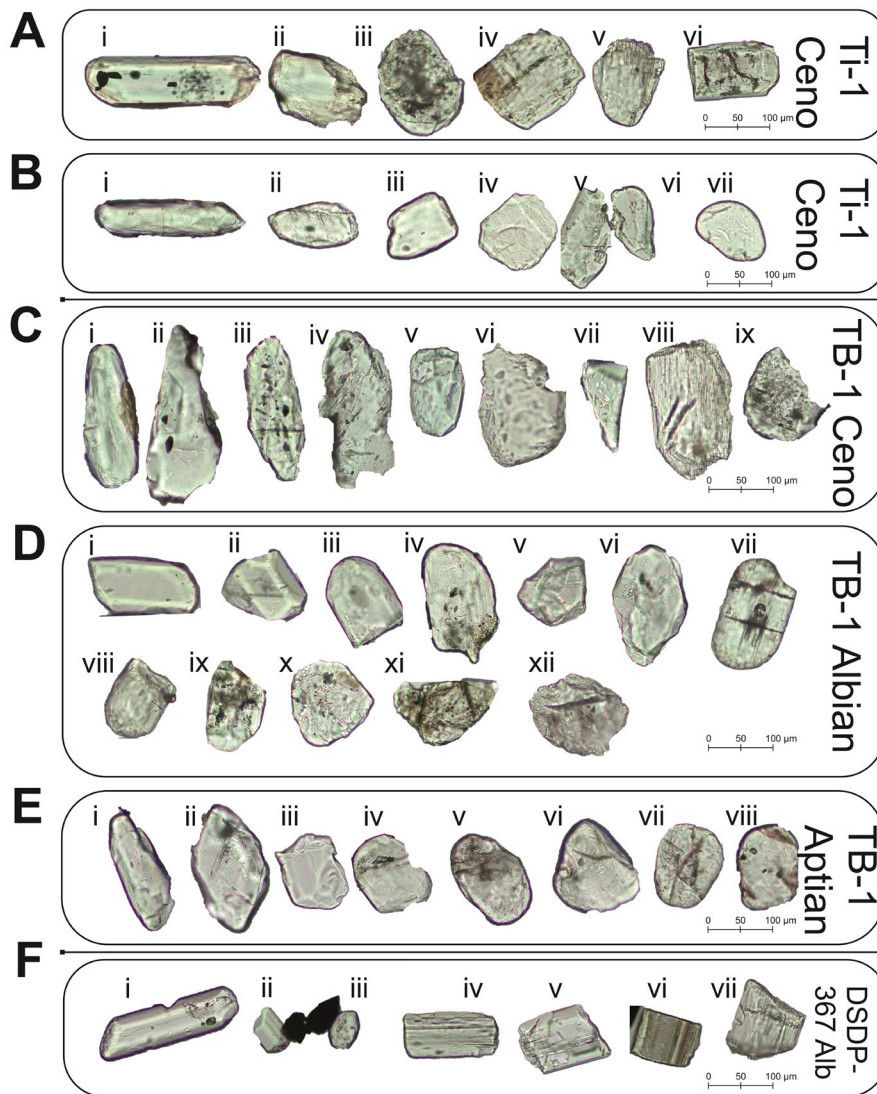 A
i ii iii iv v vi
Ti-1
Ceno
0 50 100 µm
B
i ii iii iv v vi vii
Ti-1
Ceno
0 50 100 µm
C
i ii iii iv v vi vii viii ix
TB-1 Ceno
0 50 100 µm
D
i ii iii iv v vi vii
viii ix x xi xii
TB-1 Albian
0 50 100 µm
E
i ii iii iv v vi vii viii
TB-1
Aptian
0 50 100 µm
F
i ii iii iv v vi vii
DSDP-
367 Alb
0 50 100 µm